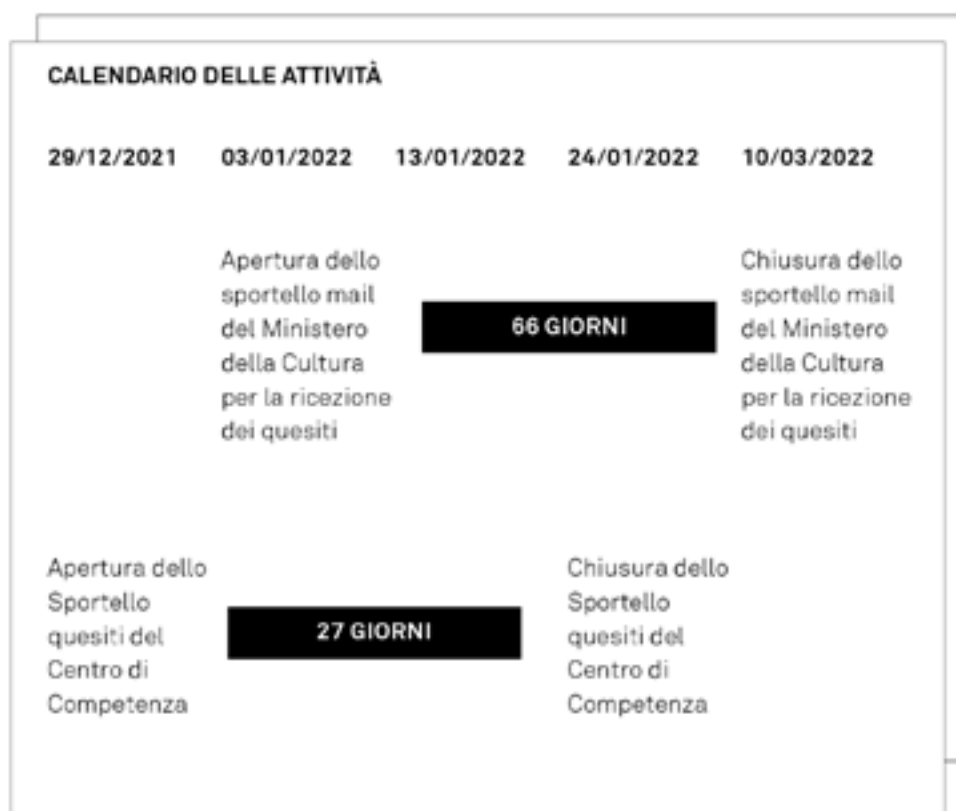 CALENDARIO DELLE ATTIVITÀ
29/12/2021 03/01/2022 13/01/2022 24/01/2022 10/03/2022
Apertura dello
sportello mail
del Ministero
della Cultura
per la ricezione
dei quesiti
66 GIORNI
Chiusura dello
sportello mail
del Ministero
della Cultura
per la ricezione
dei quesiti
Apertura dello
Sportello
quesiti del
Centro di
Competenza
27 GIORNI
Chiusura dello
Sportello
quesiti del
Centro di
Competenza